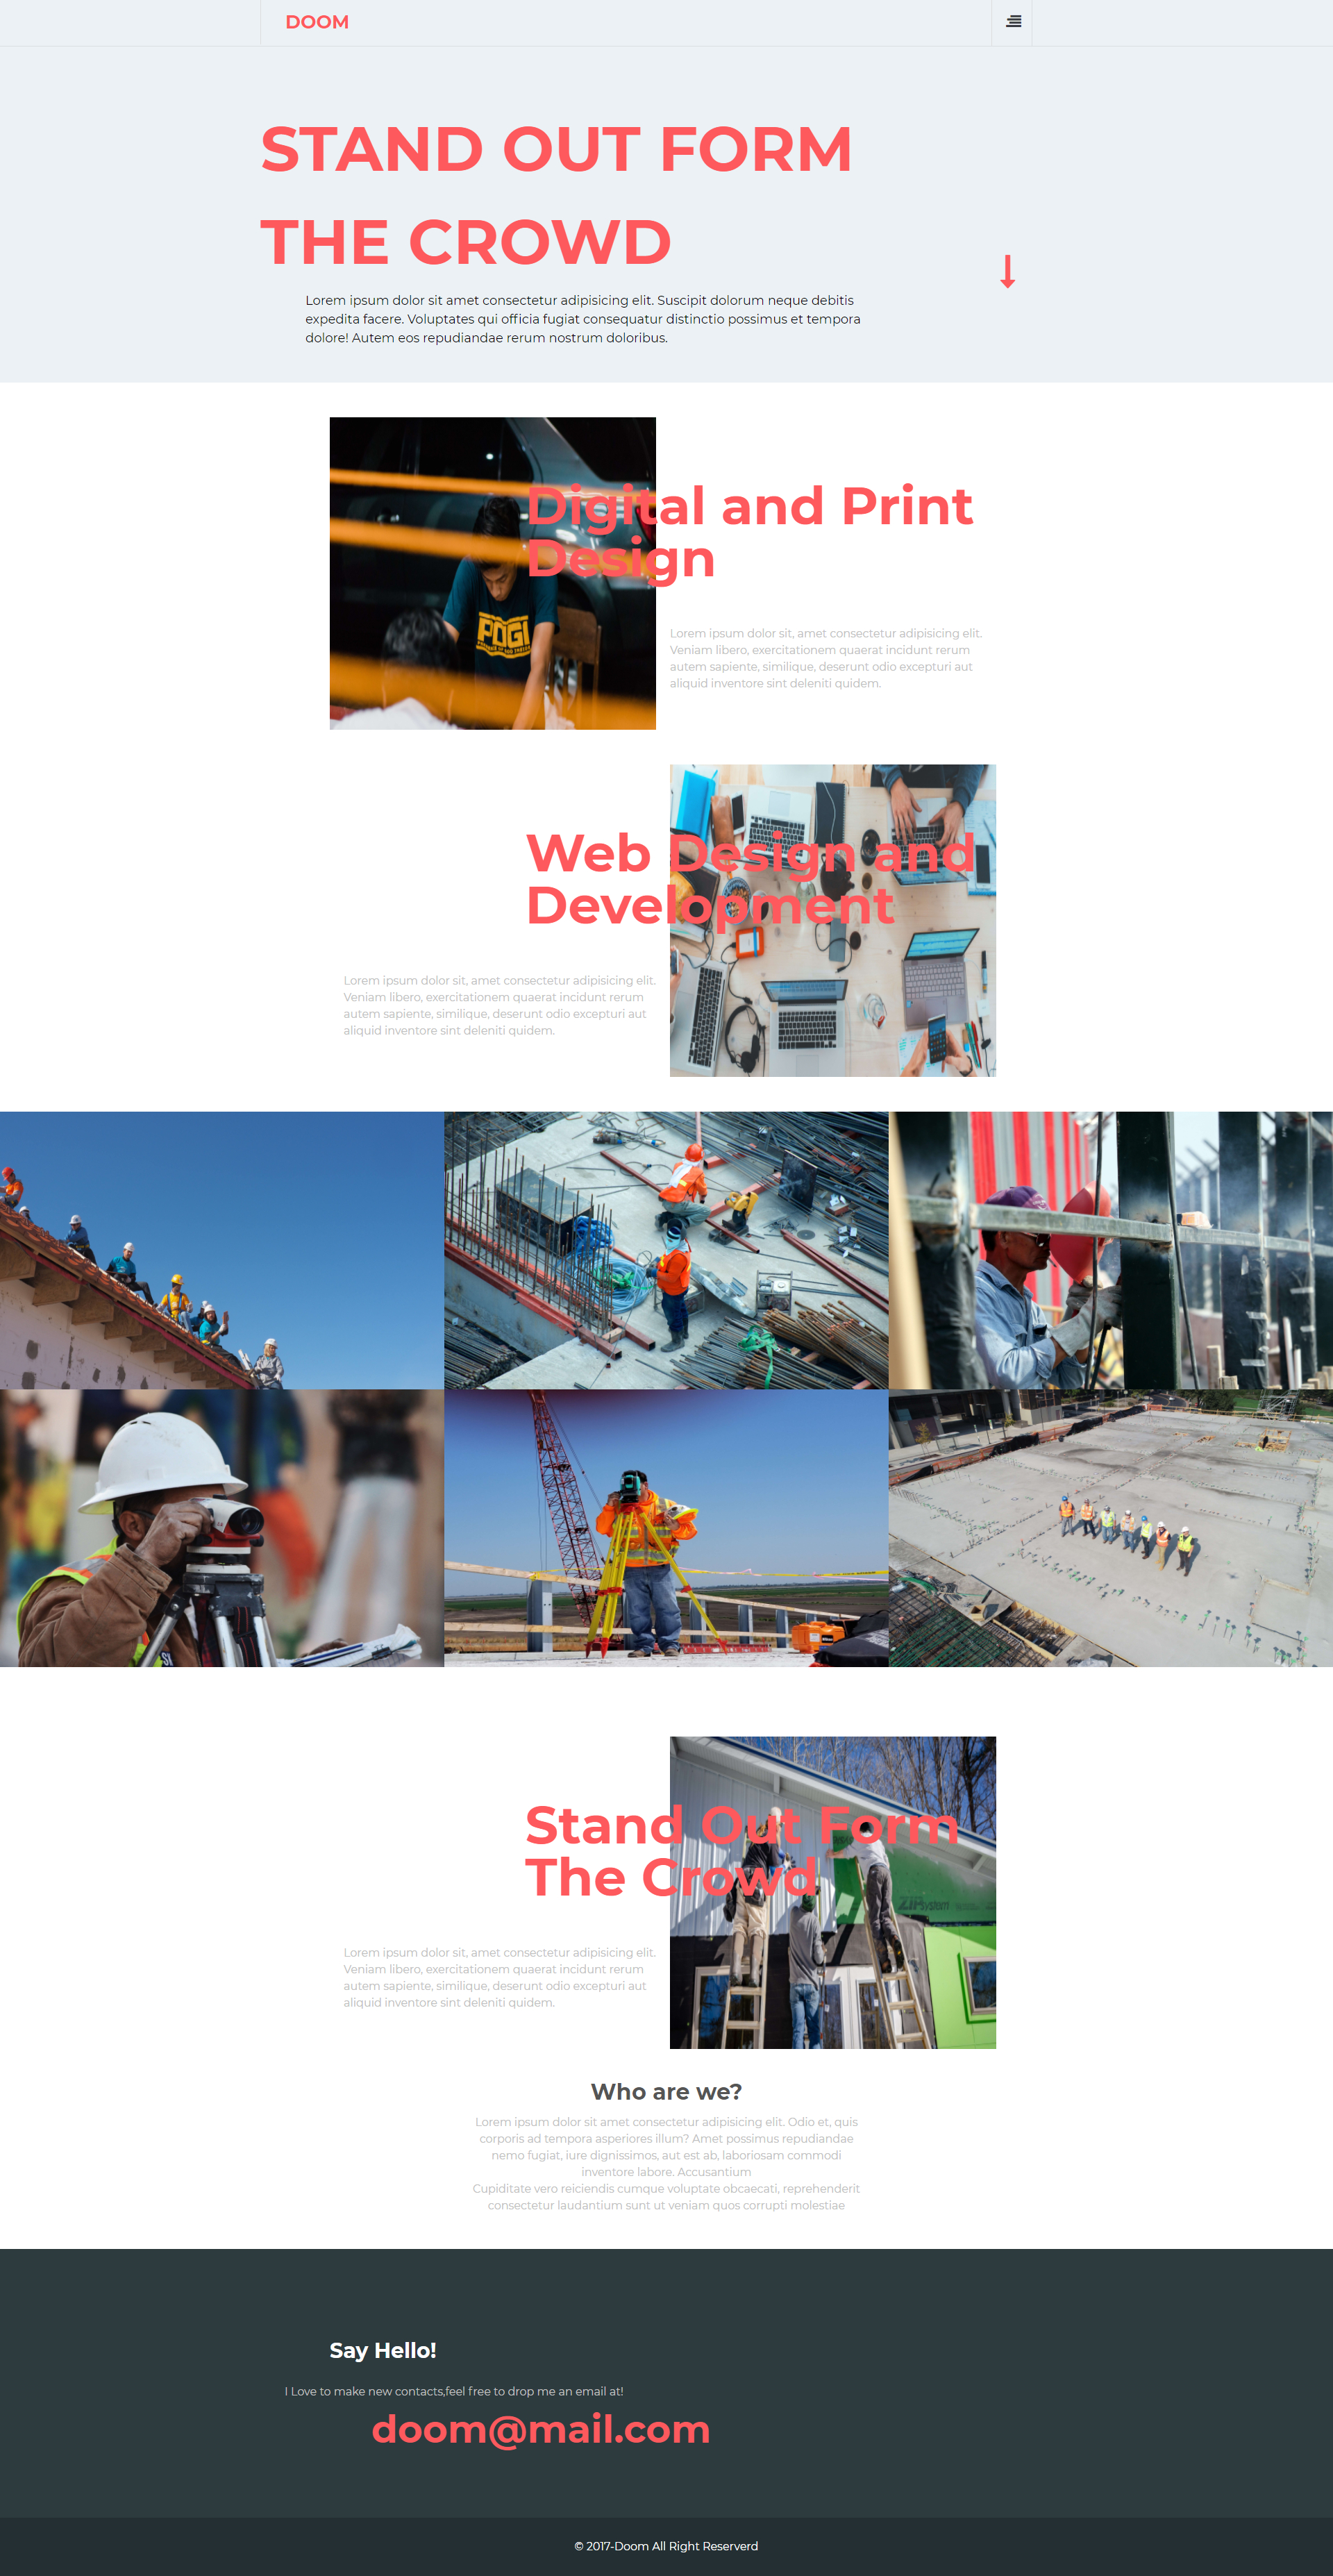 DOOM
STAND OUT FORM
THE CROWD
Lorem ipsum dolor sit amet consectetur adipisicing elit. Suscipit dolorum neque debitis
expedita facere. Voluptates qui officia fugiat consequatur distinctio possimus et tempora
dolore! Autem eos repudiandae rerum nostrum doloribus.
Digital and Print
Design
POGI
Lorem ipsum dolor sit, amet consectetur adipisicing elit.
Veniam libero, exercitationem quaerat incidunt rerum
autem sapiente, similique, deserunt odio excepturi aut
aliquid inventore sint deleniti quidem.
Web Design and
Development
Lorem ipsum dolor sit, amet consectetur adipisicing elit.
Veniam libero, exercitationem quaerat incidunt rerum
autem sapiente, similique, deserunt odio excepturi aut
aliquid inventore sint deleniti quidem.
Stand Out Form
The Crowd
ZIP system
Lorem ipsum dolor sit, amet consectetur adipisicing elit.
Veniam libero, exercitationem quaerat incidunt rerum
autem sapiente, similique, deserunt odio excepturi aut
aliquid inventore sint deleniti quidem.
Who are we?
Lorem ipsum dolor sit amet consectetur adipisicing elit. Odio et, quis
corporis ad tempora asperiores illum? Amet possimus repudiandae
nemo fugiat, iure dignissimos, aut est ab, laboriosam commodi
inventore labore. Accusantium
Cupiditate vero reiciendis cumque voluptate obcaecati, reprehenderit
consectetur laudantium sunt ut veniam quos corrupti molestiae
Say Hello!
I Love to make new contacts,feel free to drop me an email at!
doom@mail.com
© 2017-Doom All Right Reserverd